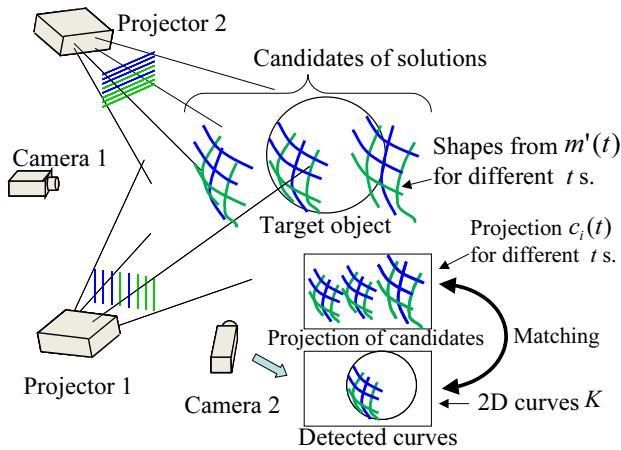 Projector 2
Candidates of solutions
Camera 1
Shapes from m'(t)
for different t s.
Target object
Projection c_i(t)
for different t s.
Projection of candidates
Matching
Projector 1
Camera 2
2D curves K
Detected curves